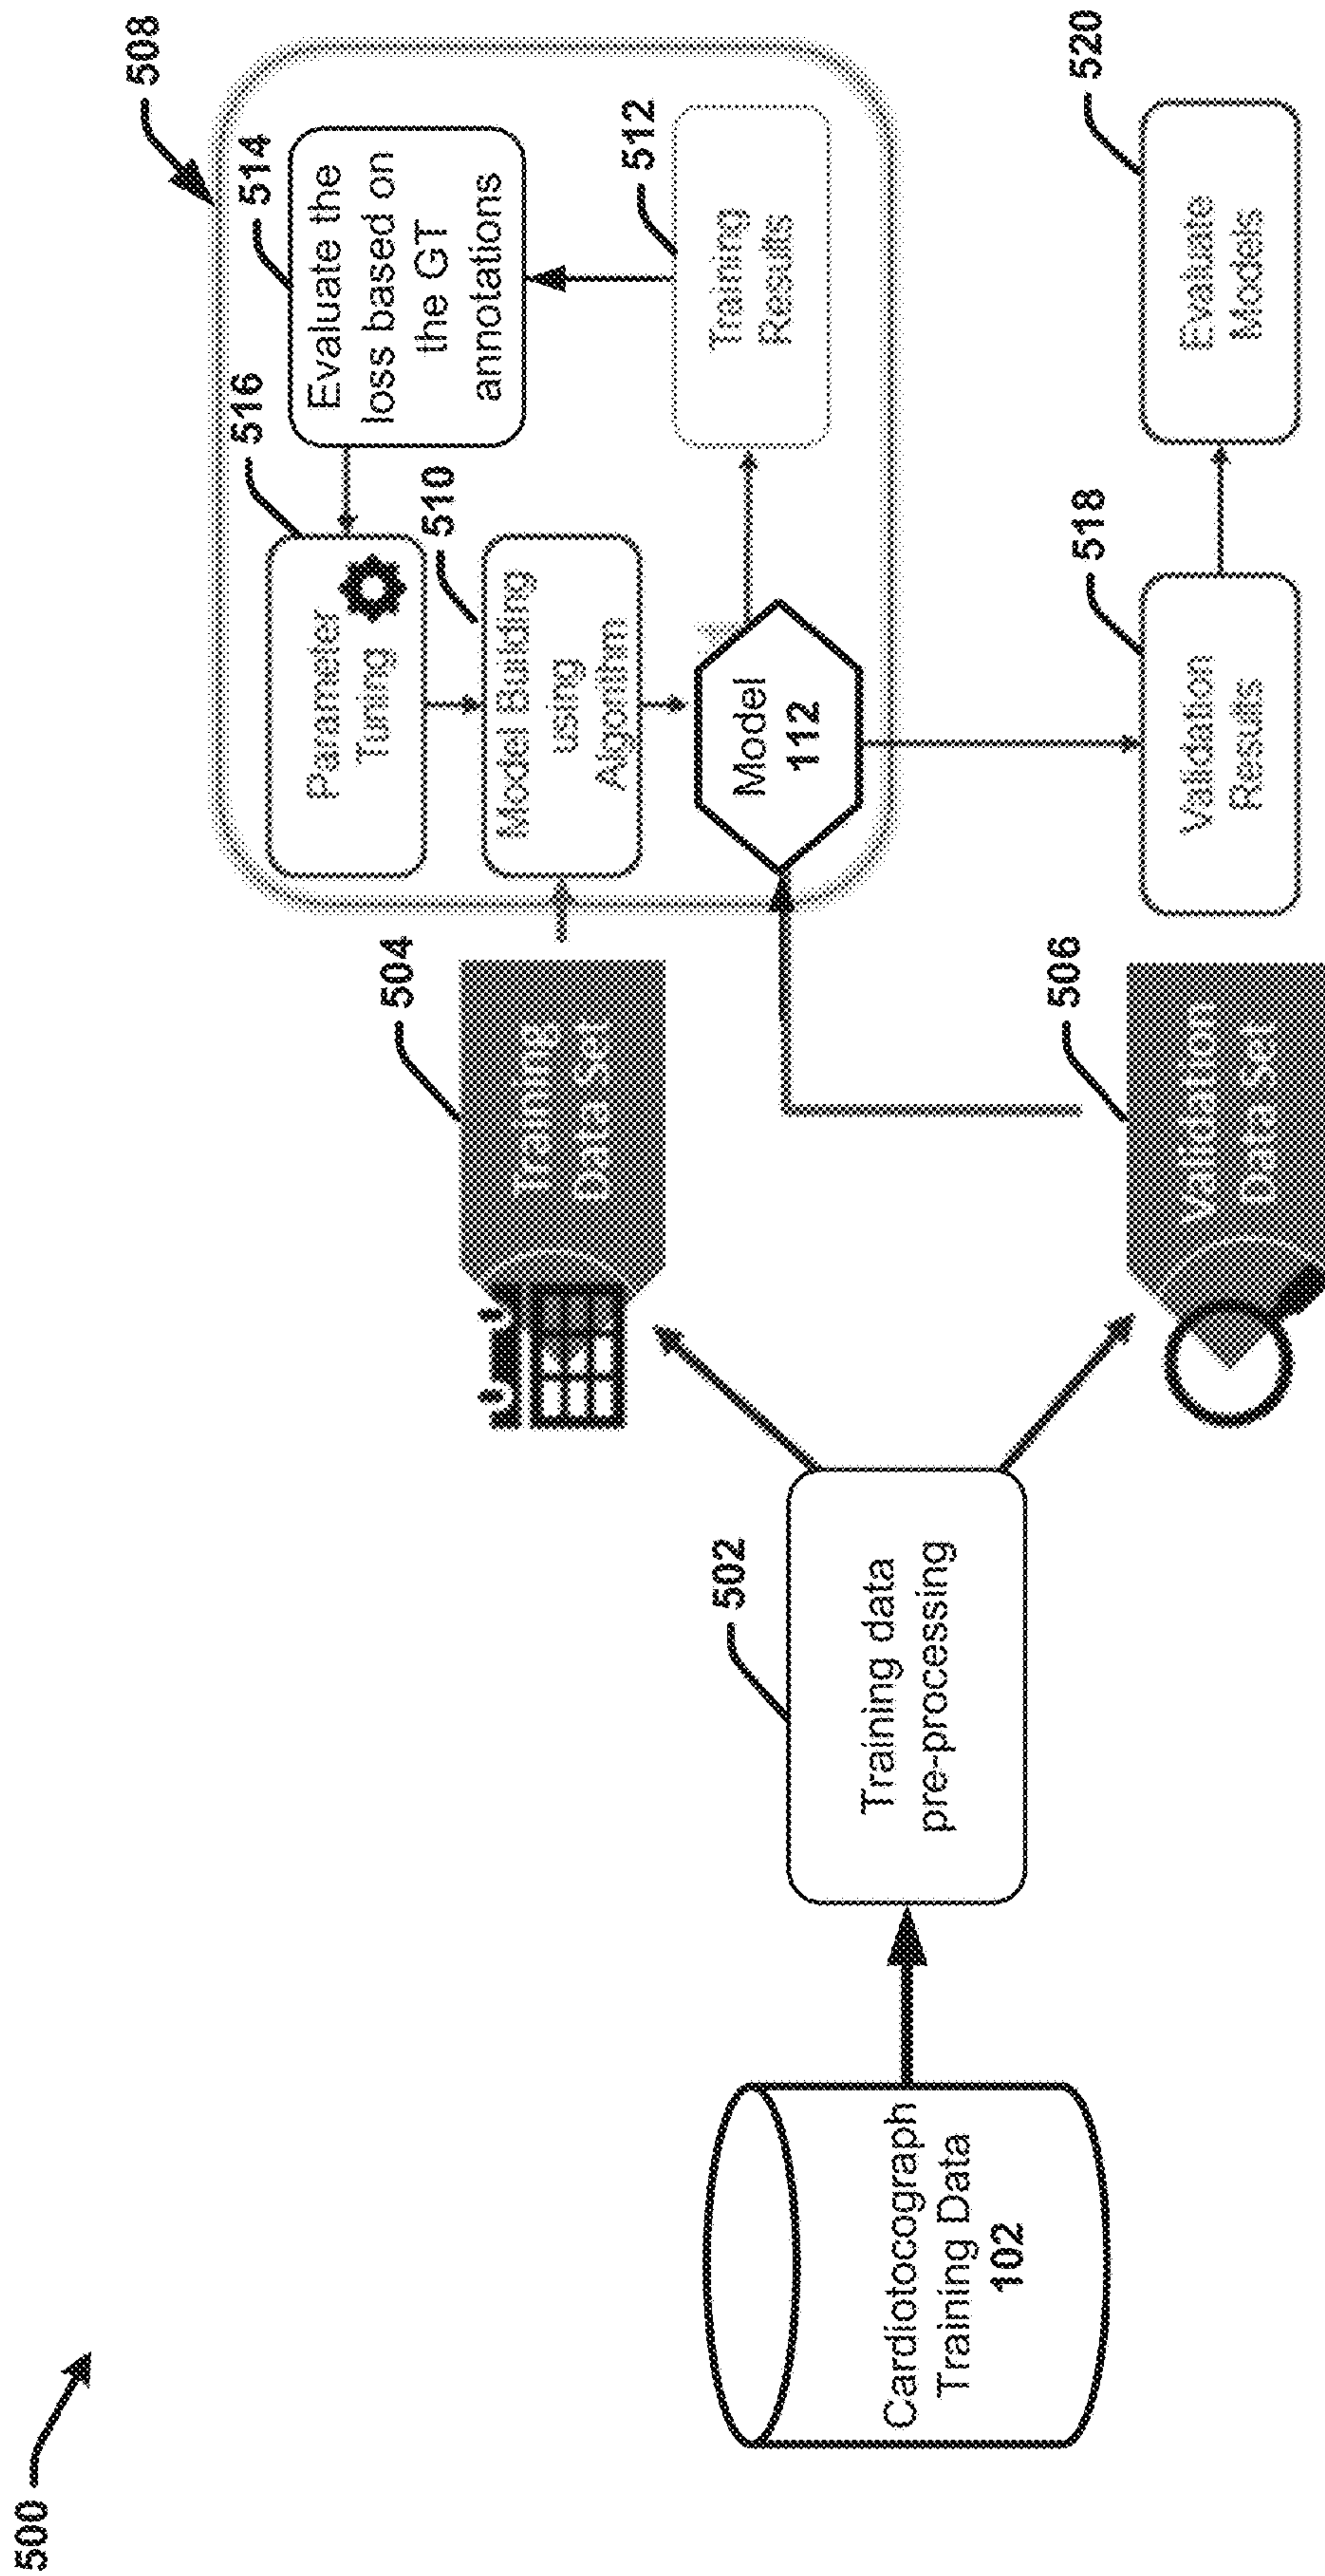 500
Cardiotocograph
Training Data
102
502
Training data
pre-processing
504
Training
Data Set
506
Validation
Data Set
508
516
Parameter
Tuning
514
Evaluate the
loss based on
the GT
annotations
510
Model Building
using
Algorithm
Model
112
512
Training
Results
518
Validation
Results
520
Evaluate
Models